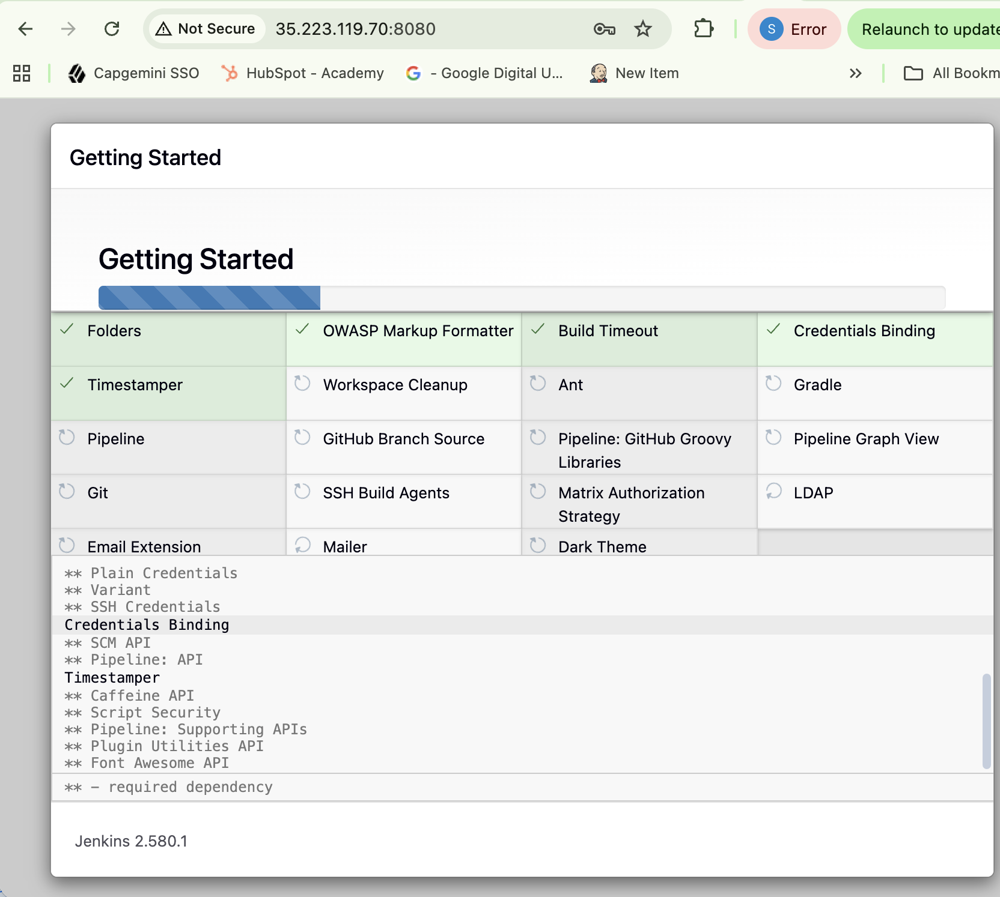 Not Secure 35.223.119.70:8080 S Error Relaunch to update
Capgemini SSO HubSpot - Academy - Google Digital U... New Item » All Bookm
Getting Started
Getting Started
Folders OWASP Markup Formatter Build Timeout Credentials Binding
Timestamper Workspace Cleanup Ant Gradle
Pipeline GitHub Branch Source Pipeline: GitHub Groovy Pipeline Graph View
Libraries
Git SSH Build Agents Matrix Authorization LDAP
Strategy
Email Extension Mailer Dark Theme
** Plain Credentials
** Variant
** SSH Credentials
Credentials Binding
** SCM API
** Pipeline: API
Timestamper
** Caffeine API
** Script Security
** Pipeline: Supporting APIs
** Plugin Utilities API
** Font Awesome API
** – required dependency
Jenkins 2.580.1